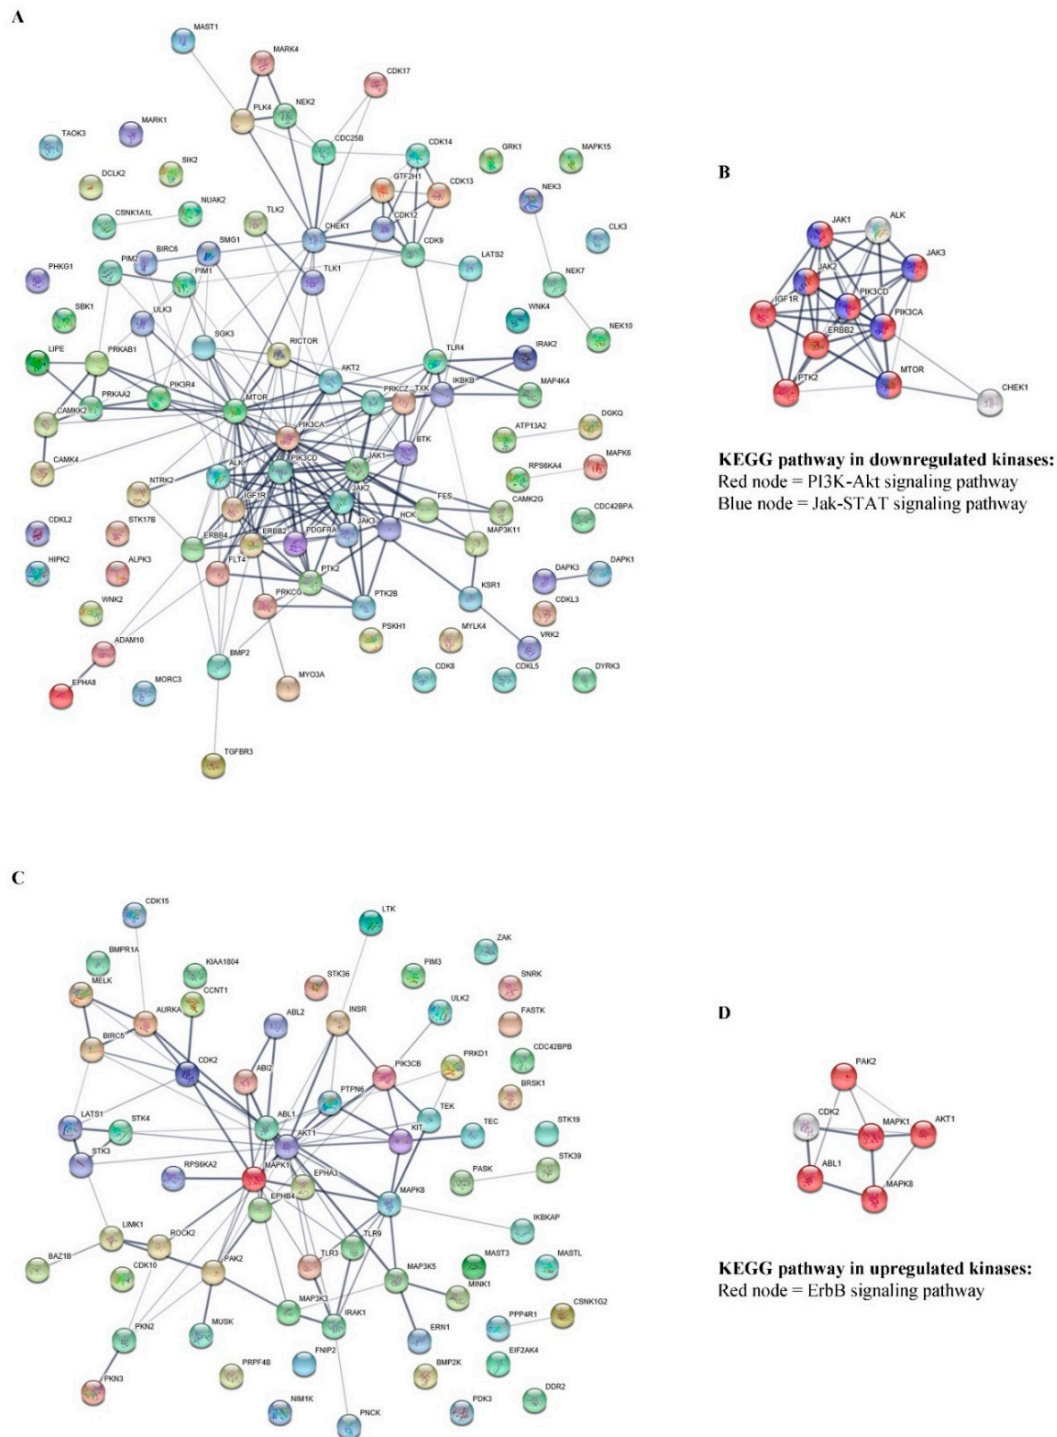 A
MAST1
MARK4
CDK17
PLK4
NEK2
TAOK3
MARK1
CDC25B
CDK14
GRK1
MAPK15
SIK2
DCLK2
GTF2H1
CDK13
NEK3
CSNK1A1L
NUAK2
TLK2
CDK12
CHEK1
CDK9
CLK3
BIRC6
SMG1
PIM2
PIM1
TLK1
LATS2
NEK7
PHKG1
SBK1
ULK3
WNK4
NEK10
SGK3
RICTOR
TLR4
IRAK2
LIPE
PRKAB1
AKT2
IKBKB
MAP4K4
PRKAA2
PIK3R4
MTOR
PRKCZ
TXK
CAMKK2
PIK3CA
ATP13A2
DGKQ
BTK
CAMK4
ALK
PIK3CD
JAK1
RPS6KA4
MAPK6
NTRK2
IGF1R
JAK2
FES
CAMK2G
CDKL2
STK17B
HCK
CDC42BPA
ERBB4
ERBB2
PDGFRA
JAK3
MAP3K11
HIPK2
ALPK3
FLT4
PTK2
DAPK3
DAPK1
WNK2
PRKCG
PTK2B
KSR1
CDKL3
ADAM10
BMP2
PSKH1
MYLK4
VRK2
EPHA8
MORC3
MYO3A
CDK8
CDKL5
DYRK3
TGFBR3
B
JAK1
ALK
JAK3
JAK2
PIK3CD
IGF1R
PIK3CA
ERBB2
PTK2
MTOR
CHEK1
KEGG pathway in downregulated kinases:
Red node = PI3K-Akt signaling pathway
Blue node = Jak-STAT signaling pathway
C
CDK15
LTK
BMPR1A
KIAA1804
ZAK
MELK
CCNT1
STK36
PIM3
SNRK
AURKA
ABL2
INSR
ULK2
FASTK
BIRC5
CDK2
ABI2
PIK3CB
PRKD1
CDC42BPB
PTPN6
BRSK1
LATS1
STK4
ABL1
TEK
AKT1
KIT
TEC
STK19
STK3
RPS6KA2
MAPK1
EPHA3
PASK
STK39
EPHB4
MAPK8
LIMK1
ROCK2
TLR9
IKBKAP
BAZ1B
CDK10
PAK2
TLR3
MAP3K5
MAST3
MASTL
MINK1
MAP3K3
IRAK1
CSNK1G2
PKN2
MUSK
ERN1
PPP4R1
PRPF4B
FNIP2
BMP2K
EIF2AK4
PKN3
NIM1K
PNCK
PDK3
DDR2
D
PAK2
CDK2
MAPK1
AKT1
ABL1
MAPK8
KEGG pathway in upregulated kinases:
Red node = ErbB signaling pathway